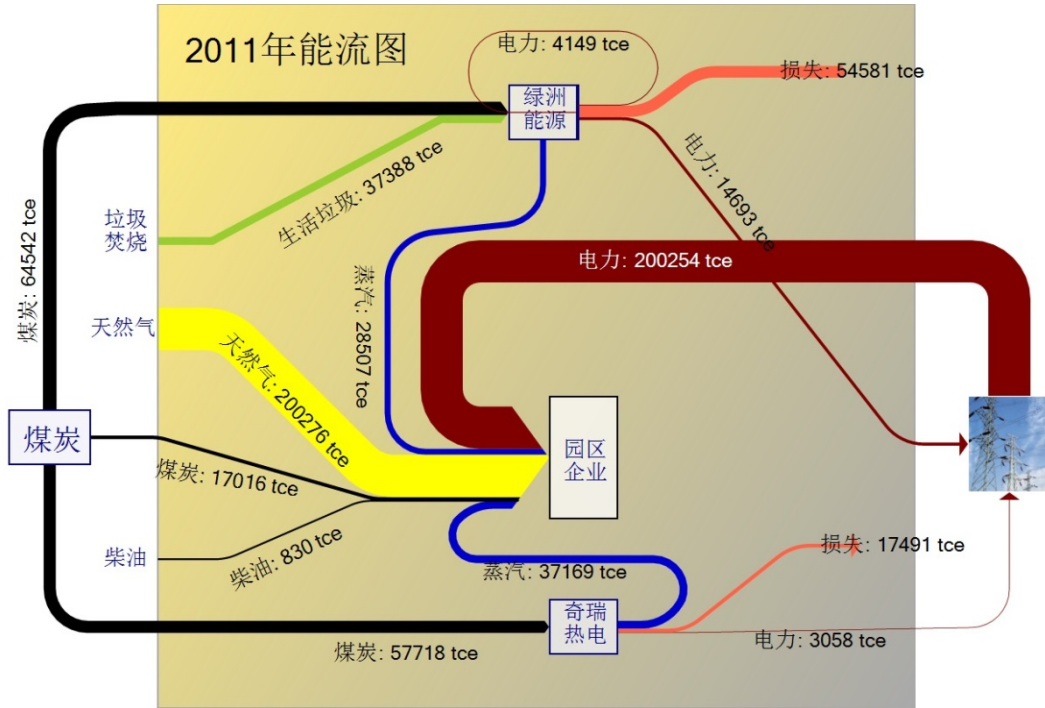 2011年能流图
电力: 4149 tce
损失: 54581 tce
绿洲
能源
电力: 14693 tce
生活垃圾: 37388 tce
垃圾
焚烧
煤炭: 64542 tce
电力: 200254 tce
蒸汽: 28507 tce
天然气
天然气: 200276 tce
煤炭
园区
企业
煤炭: 17016 tce
柴油
柴油: 830 tce
蒸汽: 37169 tce
损失: 17491 tce
奇瑞
热电
煤炭: 57718 tce
电力: 3058 tce